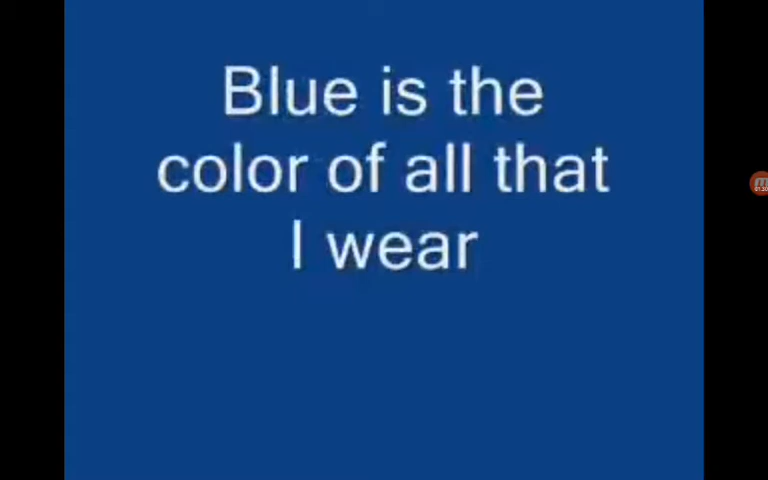 Blue is the
color of all that
I wear